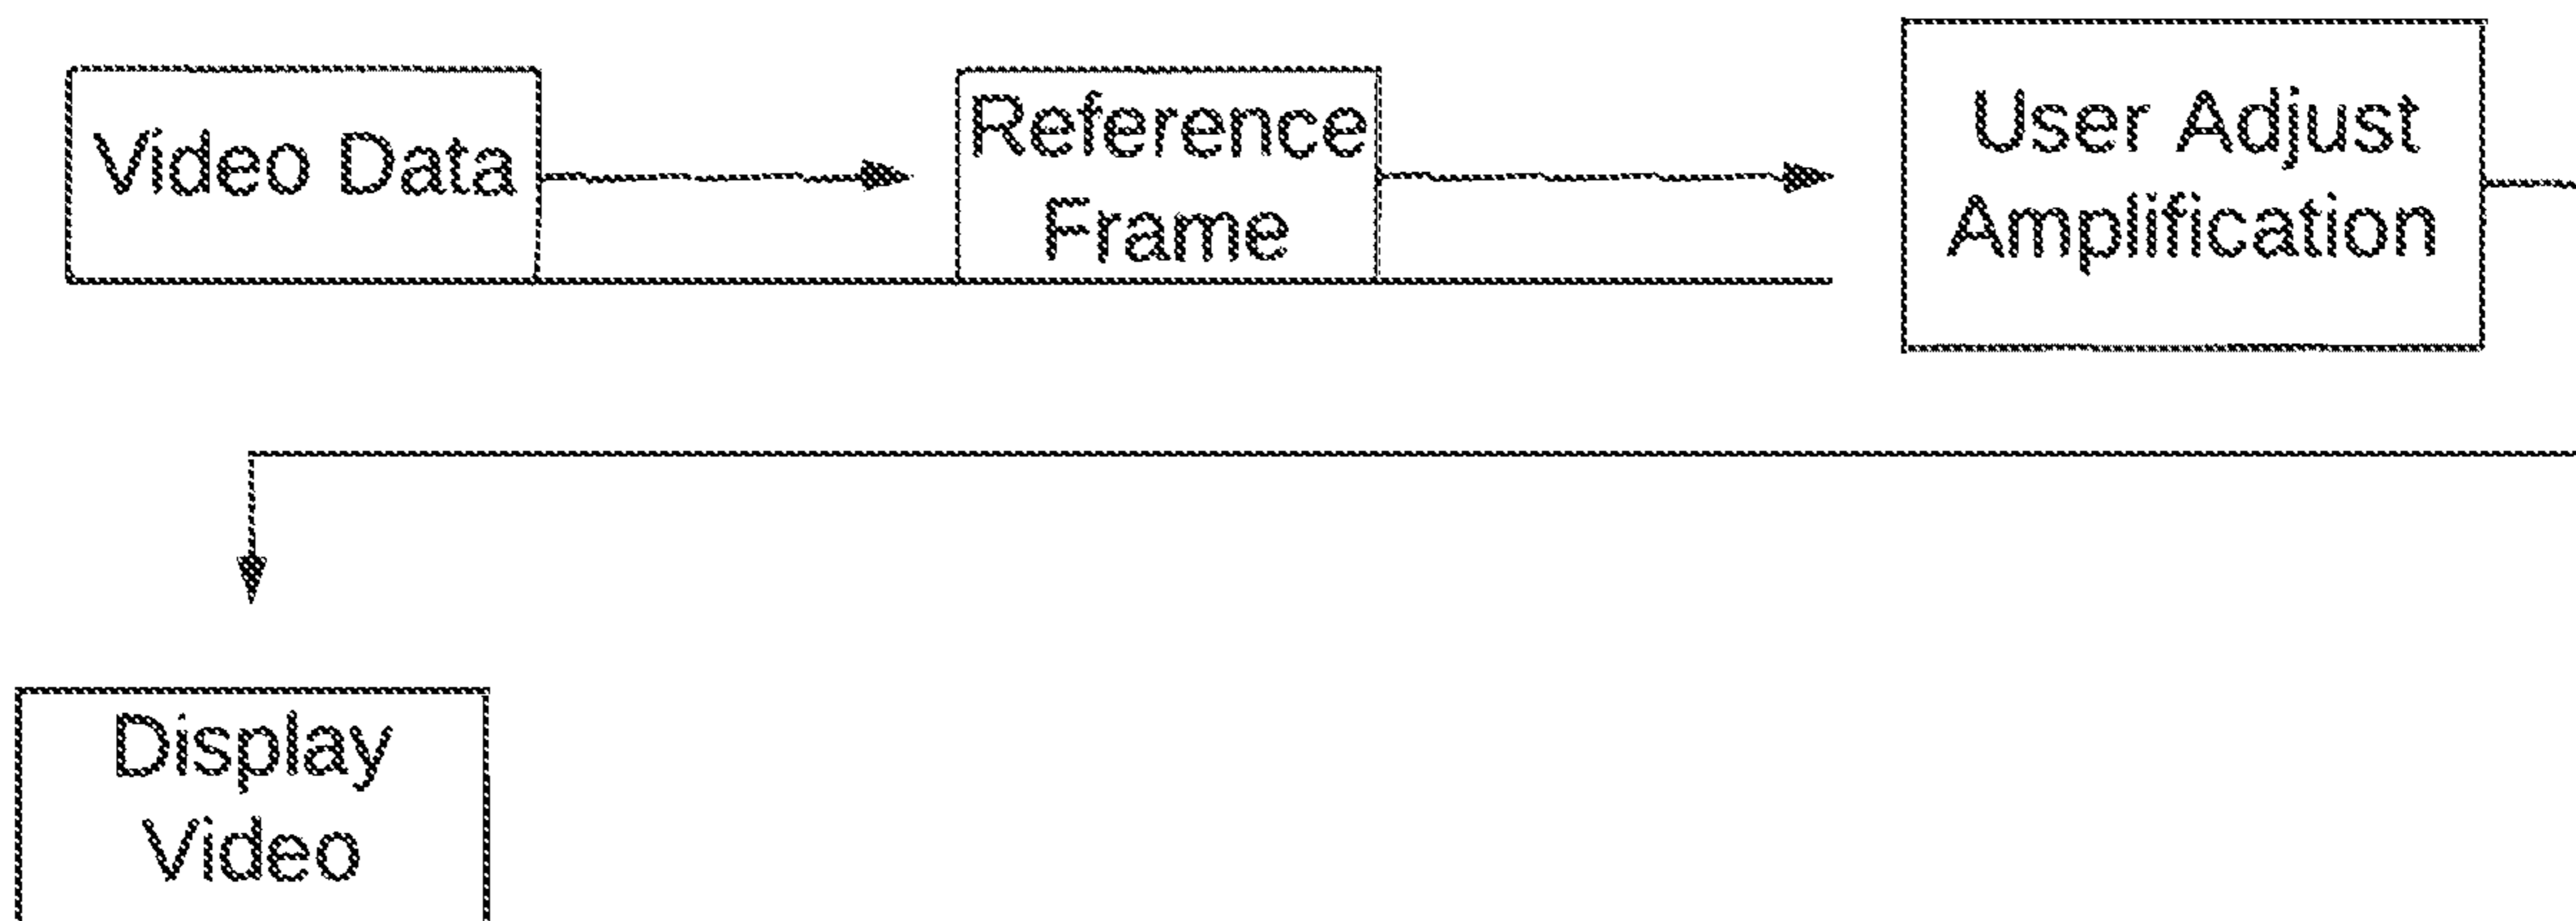 Video Data
Reference
Frame
User Adjust
Amplification
Display
Video